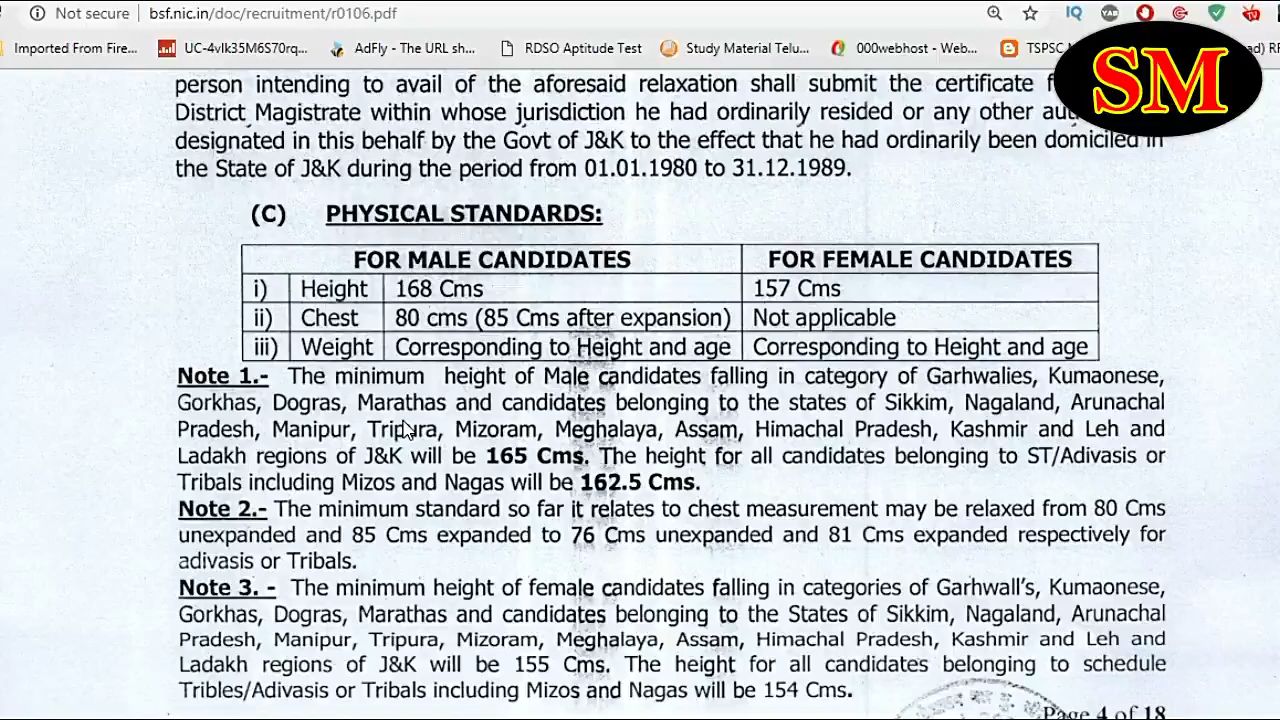 Not secure | bsf.nic.in/doc/recruitment/r0106.pdf
Imported From Fire... UC-4vlk35M6S70rq... AdFly - The URL sh... RDSO Aptitude Test Study Material Telu... 000webhost - Web... TSPSC
SM
person intending to avail of the aforesaid relaxation shall submit the certificate
District Magistrate within whose jurisdiction he had ordinarily resided or any other
designated in this behalf by the Govt of J&K to the effect that he had ordinarily been domiciled in
the State of J&K during the period from 01.01.1980 to 31.12.1989.
(C) PHYSICAL STANDARDS:
FOR MALE CANDIDATES FOR FEMALE CANDIDATES
i) Height 168 Cms 157 Cms
ii) Chest 80 cms (85 Cms after expansion) Not applicable
iii) Weight Corresponding to Height and age Corresponding to Height and age
Note 1.- The minimum height of Male candidates falling in category of Garhwalies, Kumaonese,
Gorkhas, Dogras, Marathas and candidates belonging to the states of Sikkim, Nagaland, Arunachal
Pradesh, Manipur, Tripura, Mizoram, Meghalaya, Assam, Himachal Pradesh, Kashmir and Leh and
Ladakh regions of J&K will be 165 Cms. The height for all candidates belonging to ST/Adivasis or
Tribals including Mizos and Nagas will be 162.5 Cms.
Note 2.- The minimum standard so far it relates to chest measurement may be relaxed from 80 Cms
unexpanded and 85 Cms expanded to 76 Cms unexpanded and 81 Cms expanded respectively for
adivasis or Tribals.
Note 3. - The minimum height of female candidates falling in categories of Garhwall's, Kumaonese,
Gorkhas, Dogras, Marathas and candidates belonging to the States of Sikkim, Nagaland, Arunachal
Pradesh, Manipur, Tripura, Mizoram, Meghalaya, Assam, Himachal Pradesh, Kashmir and Leh and
Ladakh regions of J&K will be 155 Cms. The height for all candidates belonging to schedule
Tribles/Adivasis or Tribals including Mizos and Nagas will be 154 Cms.
Page 4 of 18